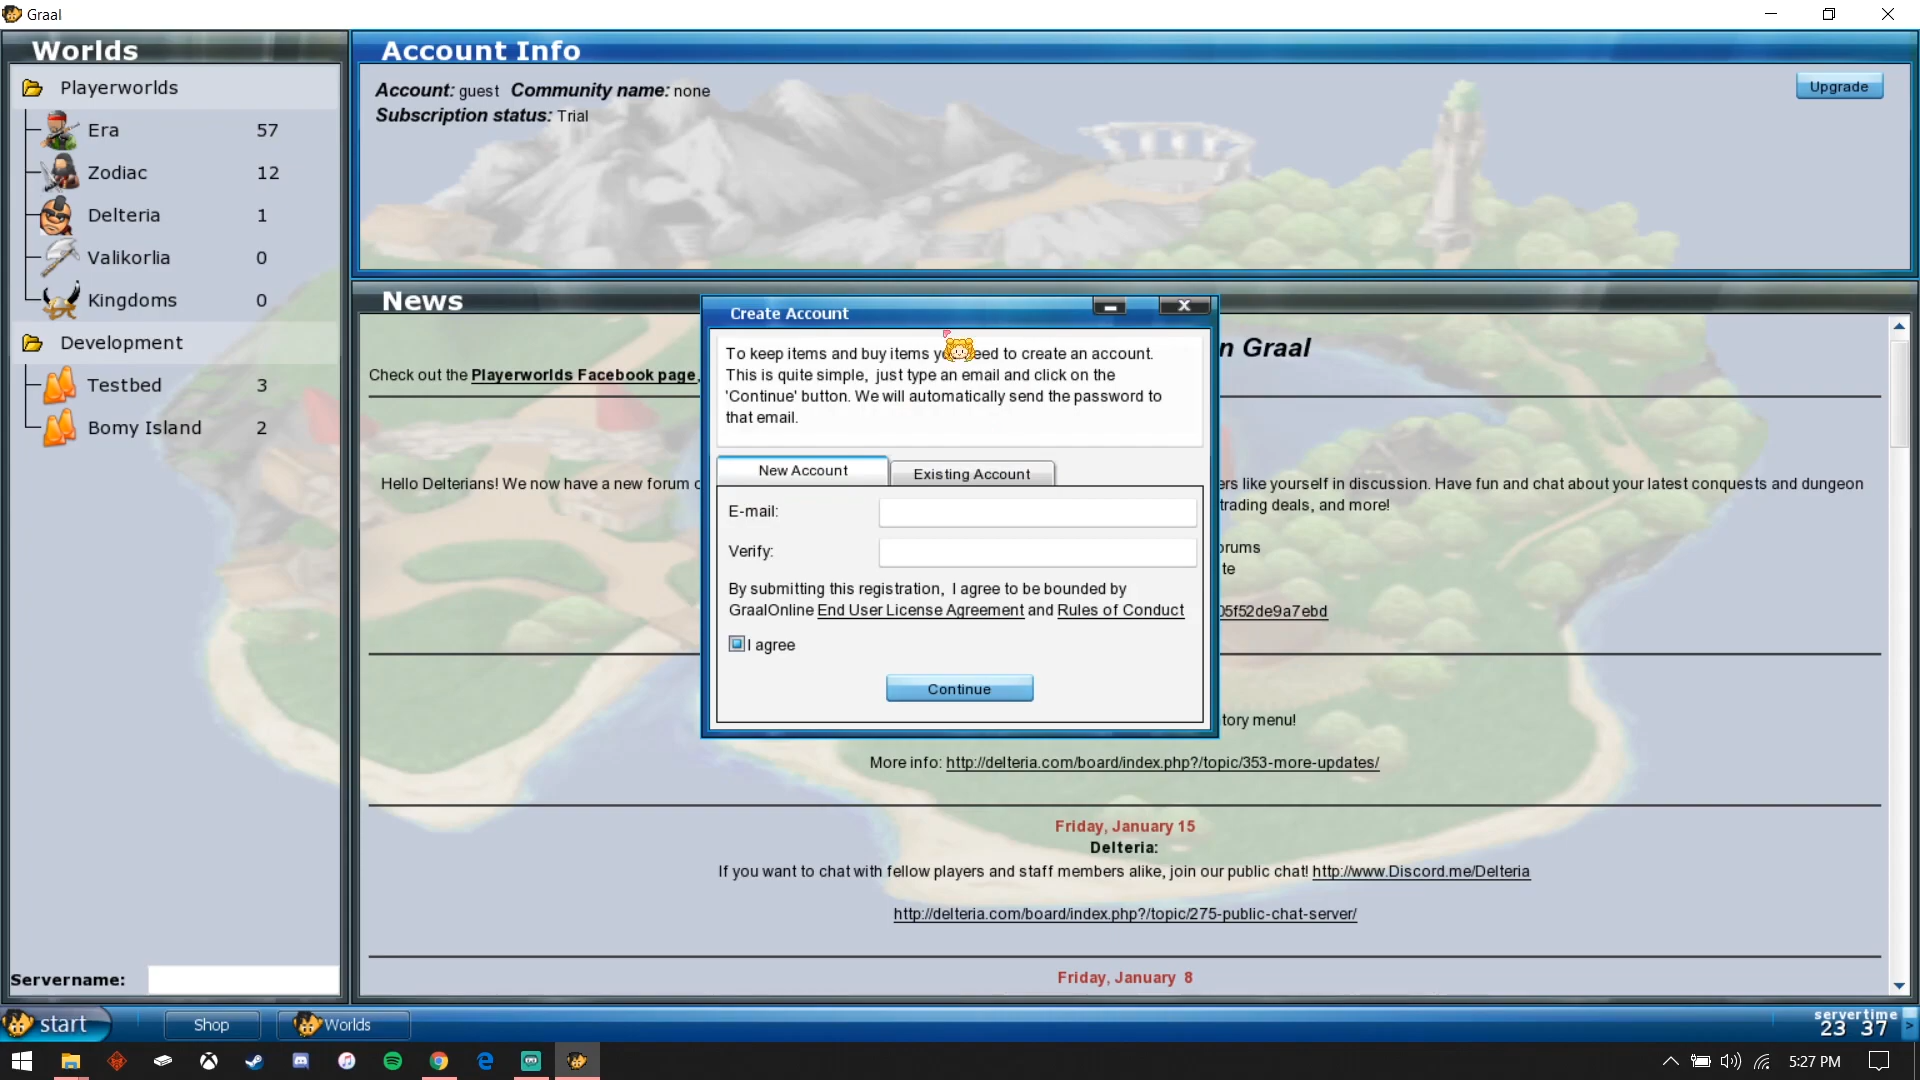 Graal
Worlds
Playerworlds
Era 57
Zodiac 12
Delteria 1
Valikorlia 0
Kingdoms 0
Development
Testbed 3
Bomy Island 2
Servername:
Account Info
Account: guest Community name: none
Subscription status: Trial
Upgrade
News
n Graal
Check out the Playerworlds Facebook page,
Hello Delterians! We now have a new forum
ers like yourself in discussion. Have fun and chat about your latest conquests and dungeon
trading deals, and more!
orums
te
05f52de9a7ebd
tory menu!
More info: http://delteria.com/board/index.php?/topic/353-more-updates/
Friday, January 15
Delteria:
If you want to chat with fellow players and staff members alike, join our public chat! http://www.Discord.me/Delteria
http://delteria.com/board/index.php?/topic/275-public-chat-server/
Friday, January 8
Create Account
X
To keep items and buy items need to create an account.
This is quite simple, just type an email and click on the
'Continue' button. We will automatically send the password to
that email.
New Account
Existing Account
E-mail:
Verify:
By submitting this registration, I agree to be bounded by
GraalOnline End User License Agreement and Rules of Conduct
I agree
Continue
start
Shop
Worlds
servertime
23 37
5:27 PM